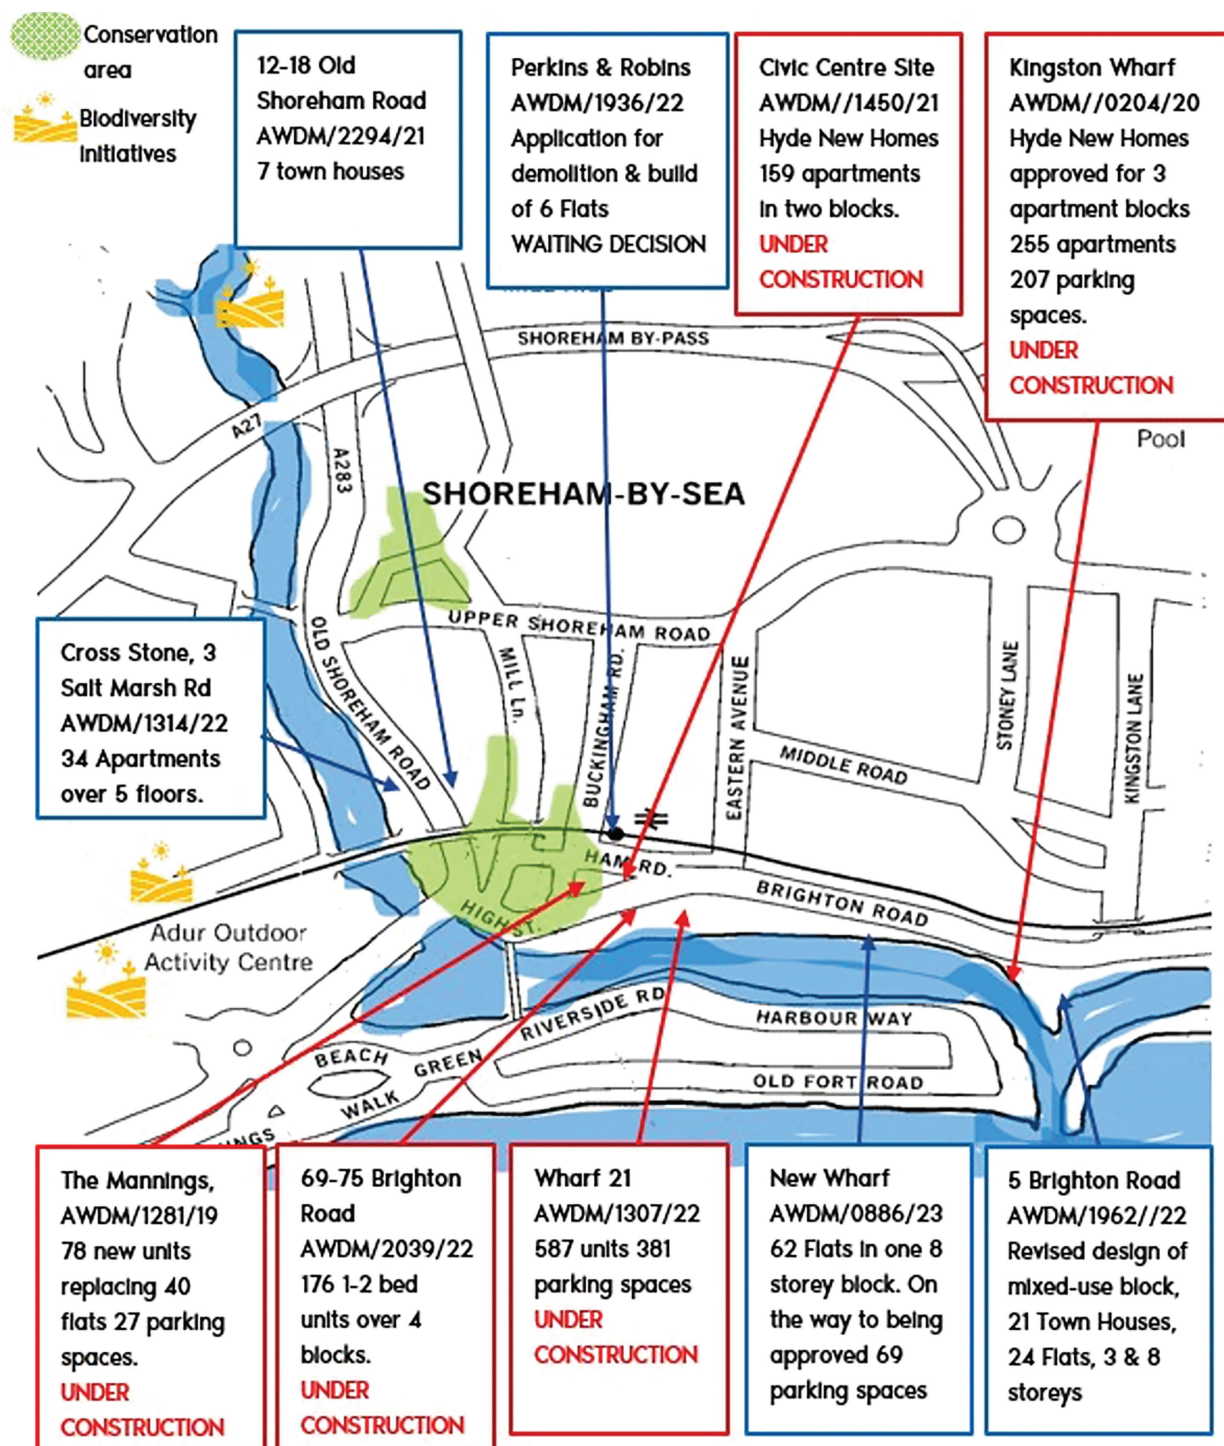 Conservation
area
Biodiversity
Initiatives
12-18 Old
Shoreham Road
AWDM/2294/21
7 town houses
Perkins & Robins
AWDM/1936/22
Application for
demolition & build
of 6 Flats
WAITING DECISION
Civic Centre Site
AWDM//1450/21
Hyde New Homes
159 apartments
in two blocks.
UNDER
CONSTRUCTION
Kingston Wharf
AWDM//0204/20
Hyde New Homes
approved for 3
apartment blocks
255 apartments
207 parking
spaces.
UNDER
CONSTRUCTION
SHOREHAM BY-PASS
A27
A283
Pool
SHOREHAM-BY-SEA
UPPER SHOREHAM ROAD
OLD SHOREHAM ROAD
MILL Ln.
BUCKINGHAM RD.
EASTERN AVENUE
STONEY LANE
KINGSTON LANE
MIDDLE ROAD
Cross Stone, 3
Salt Marsh Rd
AWDM/1314/22
34 Apartments
over 5 floors.
HAM RD.
BRIGHTON ROAD
HIGH ST.
Adur Outdoor
Activity Centre
RIVERSIDE RD
HARBOUR WAY
BEACH GREEN
OLD FORT ROAD
WALK
The Mannings,
AWDM/1281/19
78 new units
replacing 40
flats 27 parking
spaces.
UNDER
CONSTRUCTION
69-75 Brighton
Road
AWDM/2039/22
176 1-2 bed
units over 4
blocks.
UNDER
CONSTRUCTION
Wharf 21
AWDM/1307/22
587 units 381
parking spaces
UNDER
CONSTRUCTION
New Wharf
AWDM/0886/23
62 Flats in one 8
storey block. On
the way to being
approved 69
parking spaces
5 Brighton Road
AWDM/1962//22
Revised design of
mixed-use block,
21 Town Houses,
24 Flats, 3 & 8
storeys